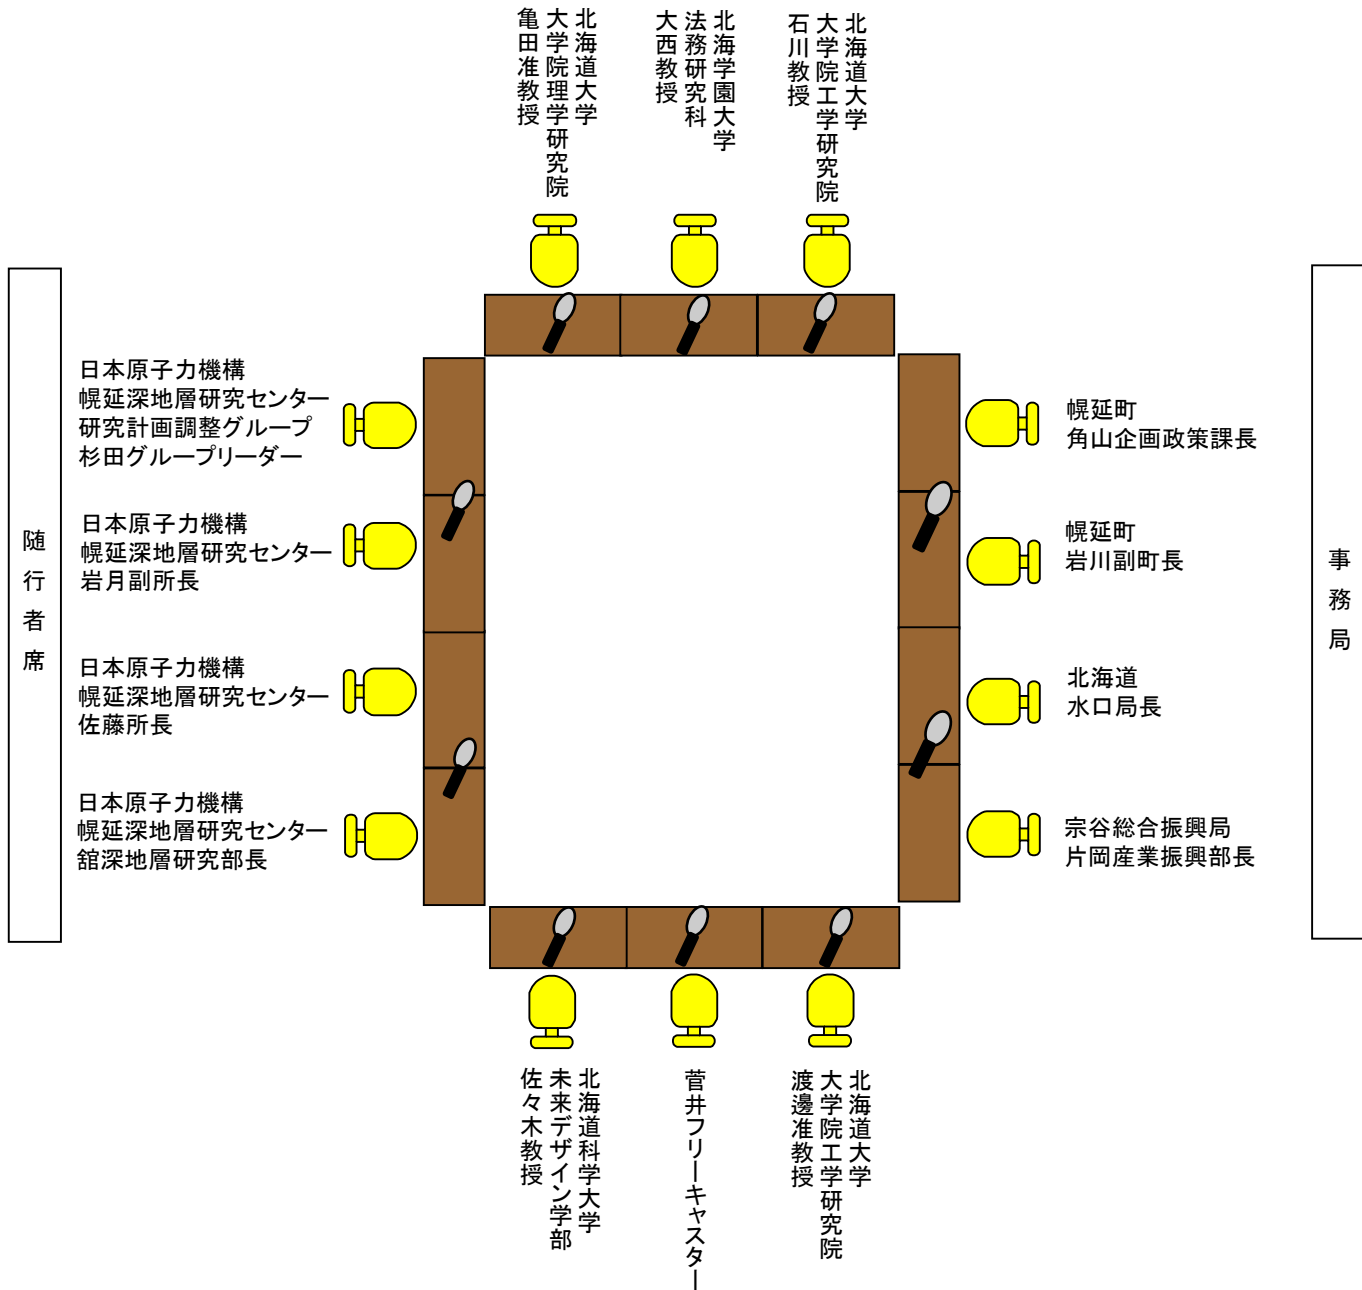 北海道大学
大学院理学研究院
亀田准教授
北海学園大学
法務研究科
大西教授
北海道大学
大学院工学研究院
石川教授
随行者席
日本原子力機構
幌延深地層研究センター
研究計画調整グループ
杉田グループリーダー
日本原子力機構
幌延深地層研究センター
岩月副所長
日本原子力機構
幌延深地層研究センター
佐藤所長
日本原子力機構
幌延深地層研究センター
舘深地層研究部長
幌延町
角山企画政策課長
幌延町
岩川副町長
北海道
水口局長
宗谷総合振興局
片岡産業振興部長
事務局
北海道科学大学
未来デザイン学部
佐々木教授
菅井フリーキャスター
北海道大学
大学院工学研究院
渡邊准教授